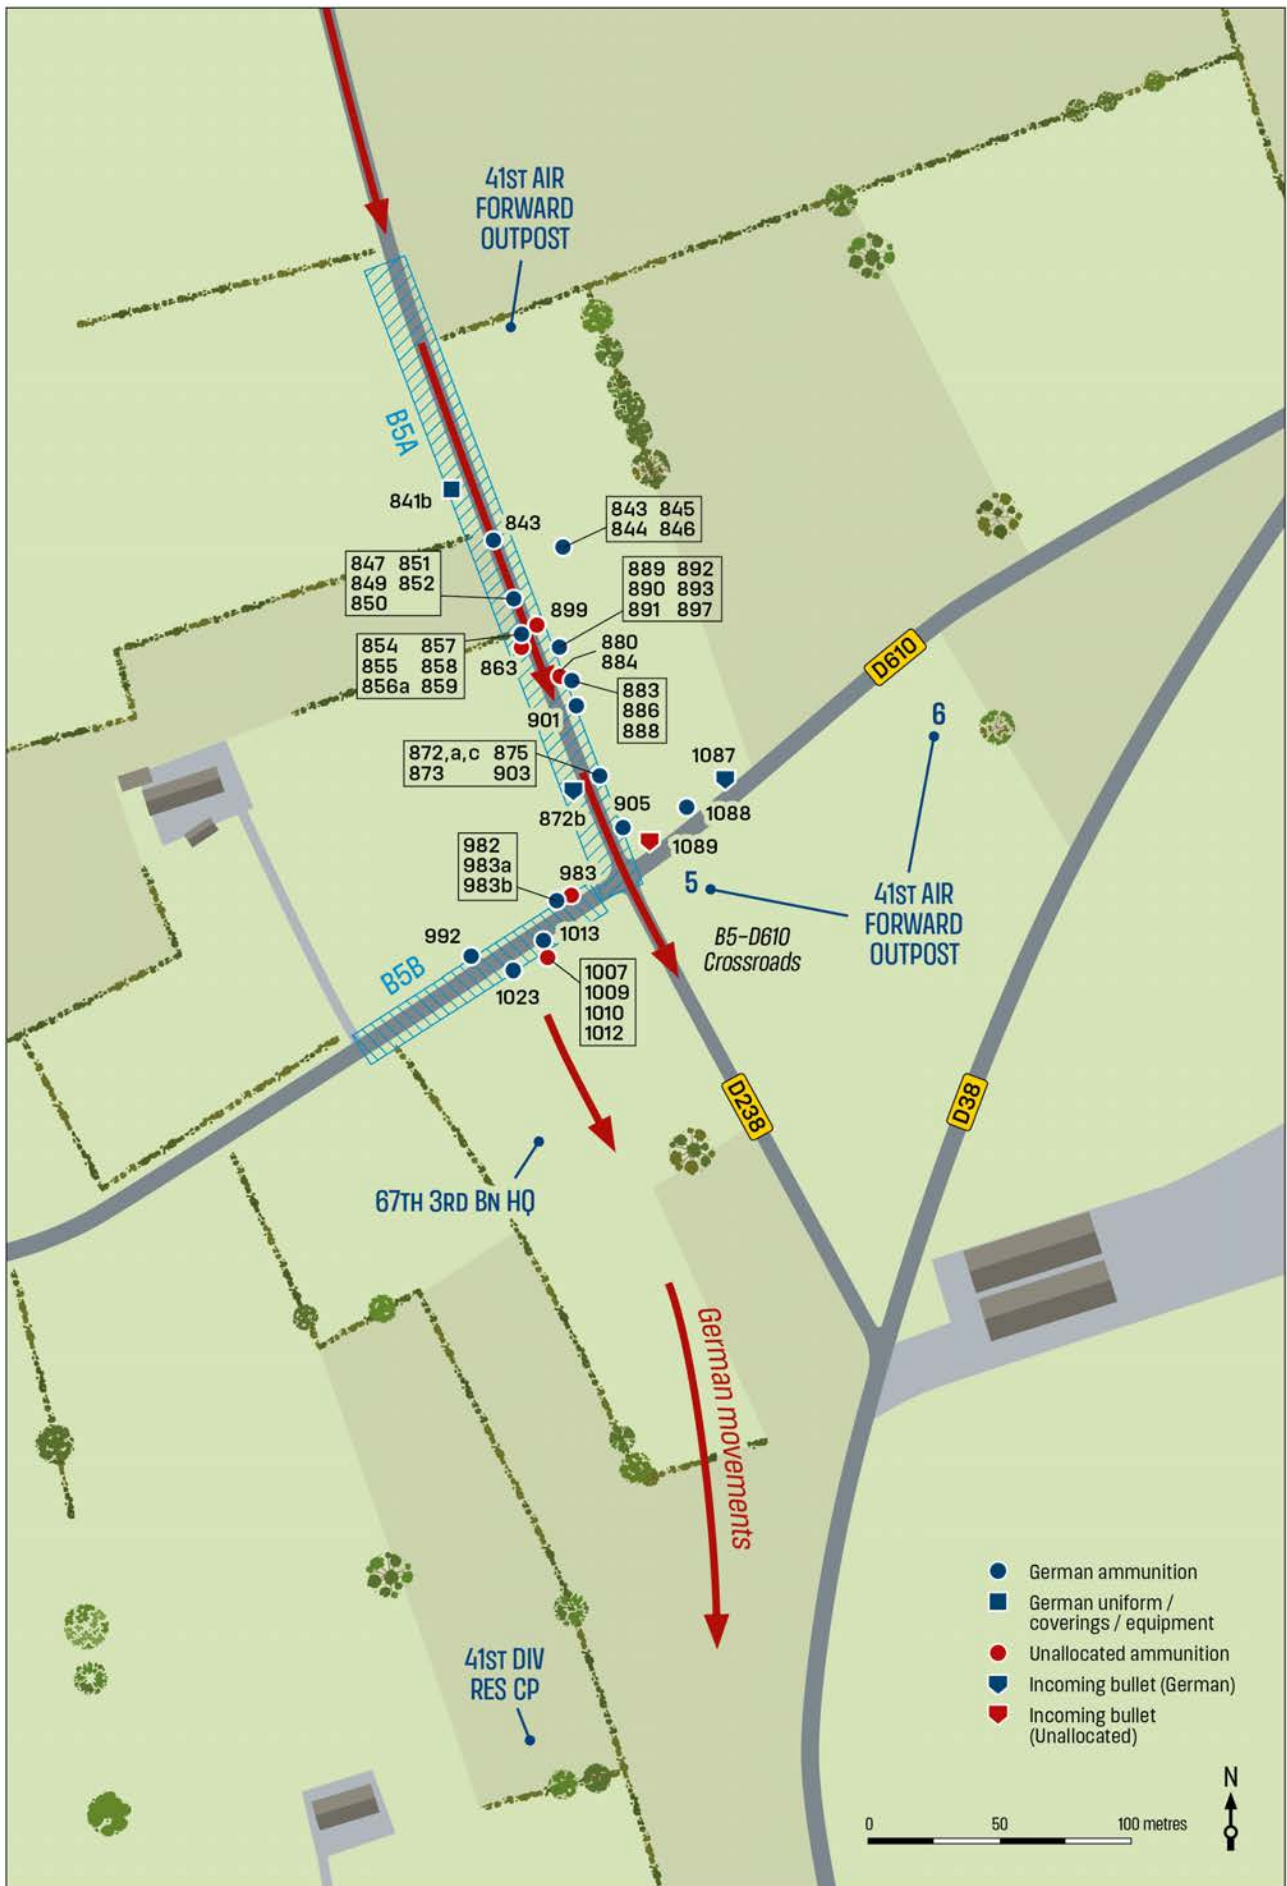 41ST AIR
FORWARD
OUTPOST
B5A
841b
843
843 845
844 846
847 851
849 852
850
889 892
890 893
891 897
899
854 857
855 858
856a 859
863
880
884
883
886
888
901
872,a,c 875
873 903
872b
905
1087
1088
1089
D610
6
5
41ST AIR
FORWARD
OUTPOST
982
983a
983b
983
B5-D610
Crossroads
992
1013
B5B
1023
1007
1009
1010
1012
D238
D38
67TH 3RD BN HQ
German movements
41ST DIV
RES CP
German ammunition
German uniform /
coverings / equipment
Unallocated ammunition
Incoming bullet (German)
Incoming bullet
(Unallocated)
N
0 50 100 metres